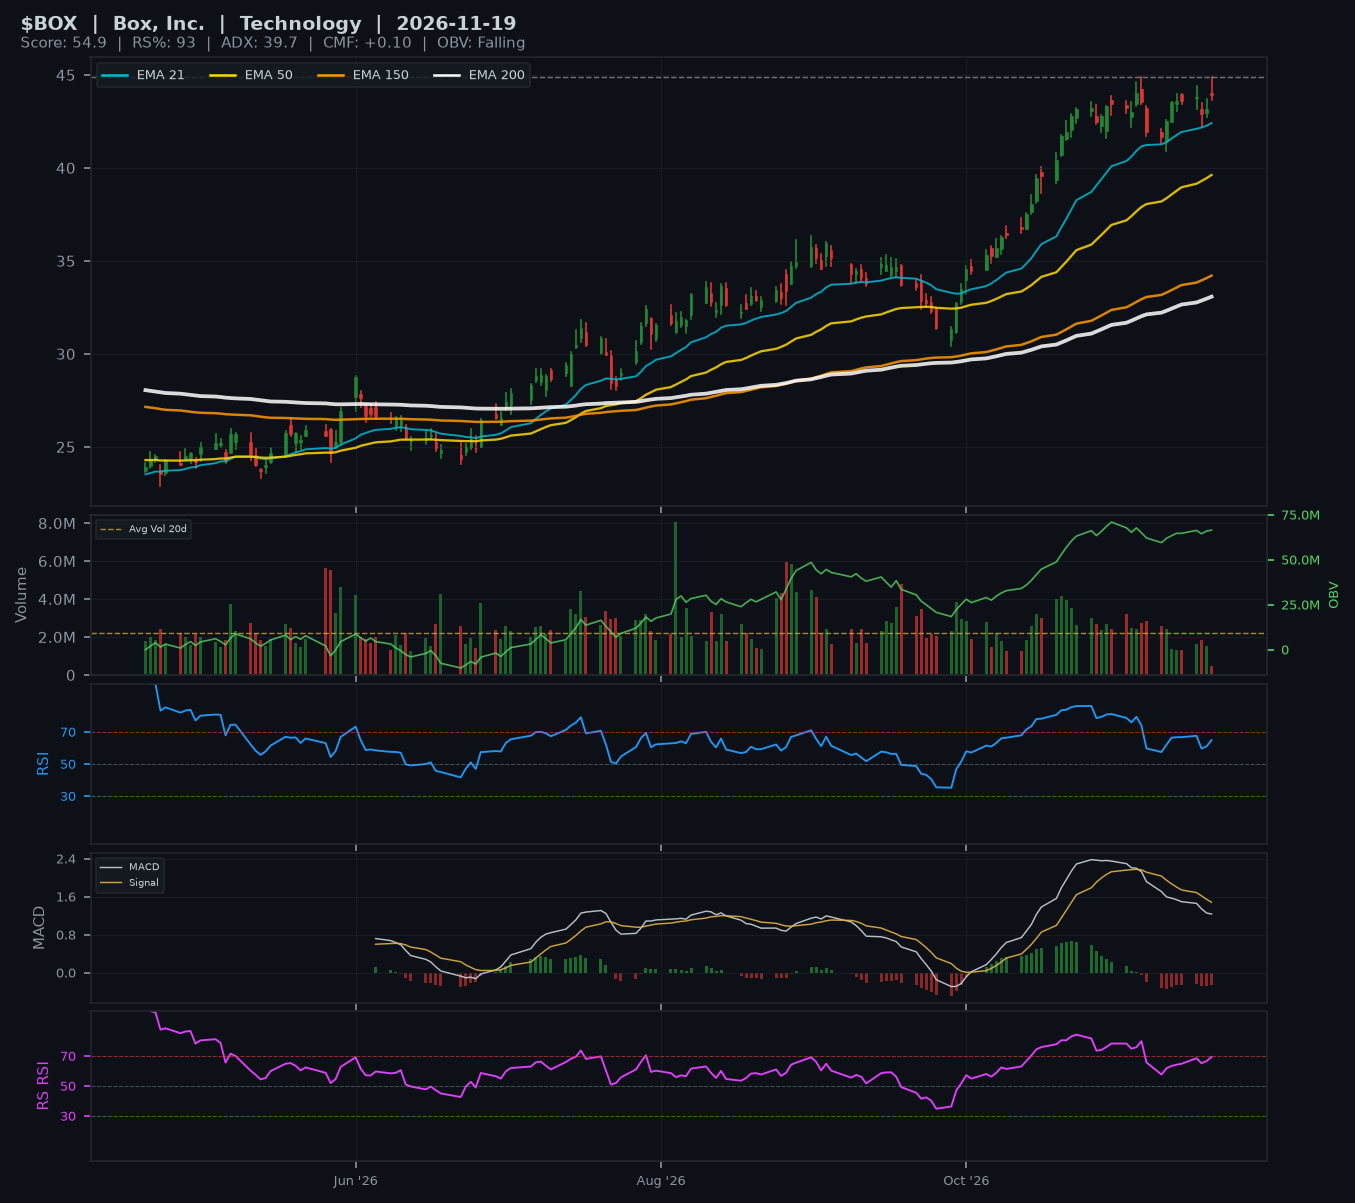 $BOX | Box, Inc. | Technology | 2026-11-19
Score: 54.9 | RS%: 93 | ADX: 39.7 | CMF: +0.10 | OBV: Falling
EMA 21 EMA 50 EMA 150 EMA 200
45
40
35
30
25
Avg Vol 20d
8.0M
6.0M
4.0M
2.0M
0
Volume
75.0M
50.0M
25.0M
0
OBV
70
50
30
RSI
MACD
Signal
2.4
1.6
0.8
0.0
MACD
70
50
30
RS RSI
Jun '26 Aug '26 Oct '26